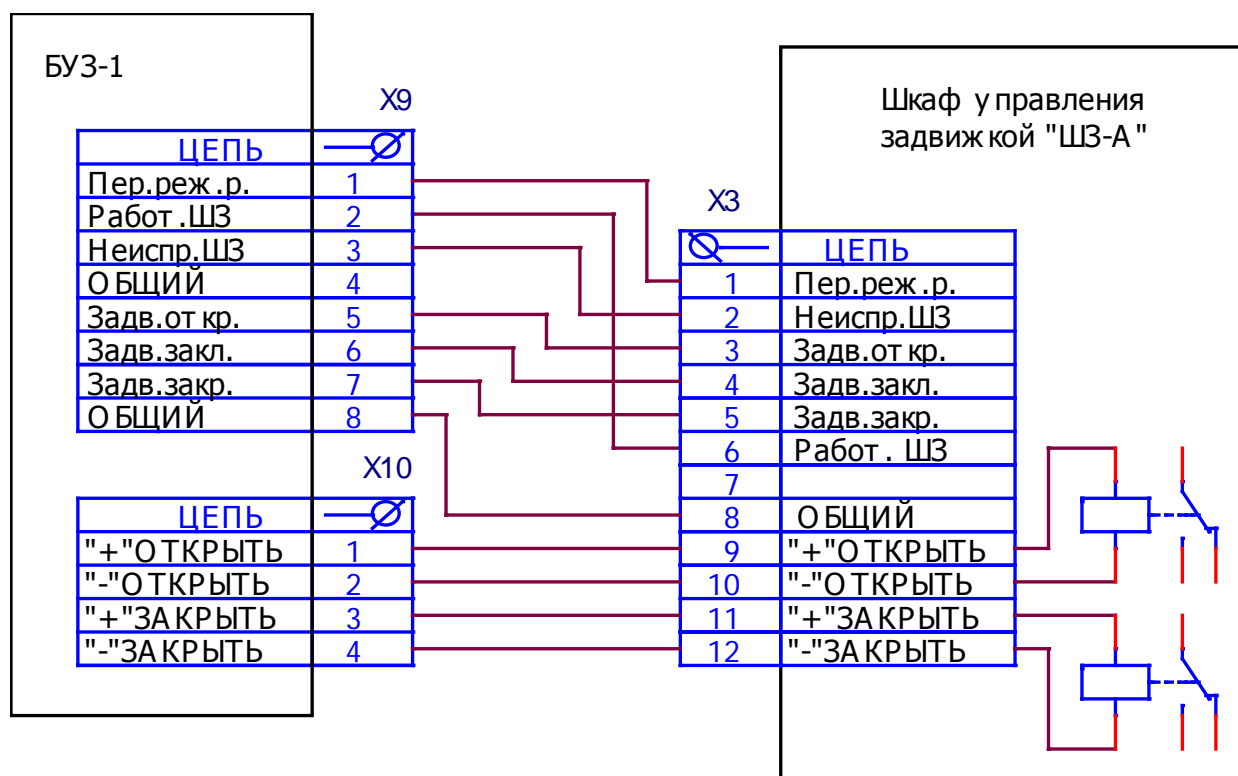 БУЗ-1
X9
ЦЕПЬ
Пер.реж.р. 1
Работ.ШЗ 2
Неиспр.ШЗ 3
ОБЩИЙ 4
Задв.откр. 5
Задв.закл. 6
Задв.закр. 7
ОБЩИЙ 8
X10
ЦЕПЬ
"+"ОТКРЫТЬ 1
"-"ОТКРЫТЬ 2
"+"ЗАКРЫТЬ 3
"-"ЗАКРЫТЬ 4
Шкаф управления
задвижкой "ШЗ-А"
X3
ЦЕПЬ
1 Пер.реж.р.
2 Неиспр.ШЗ
3 Задв.откр.
4 Задв.закл.
5 Задв.закр.
6 Работ. ШЗ
7
8 ОБЩИЙ
9 "+"ОТКРЫТЬ
10 "-"ОТКРЫТЬ
11 "+"ЗАКРЫТЬ
12 "-"ЗАКРЫТЬ